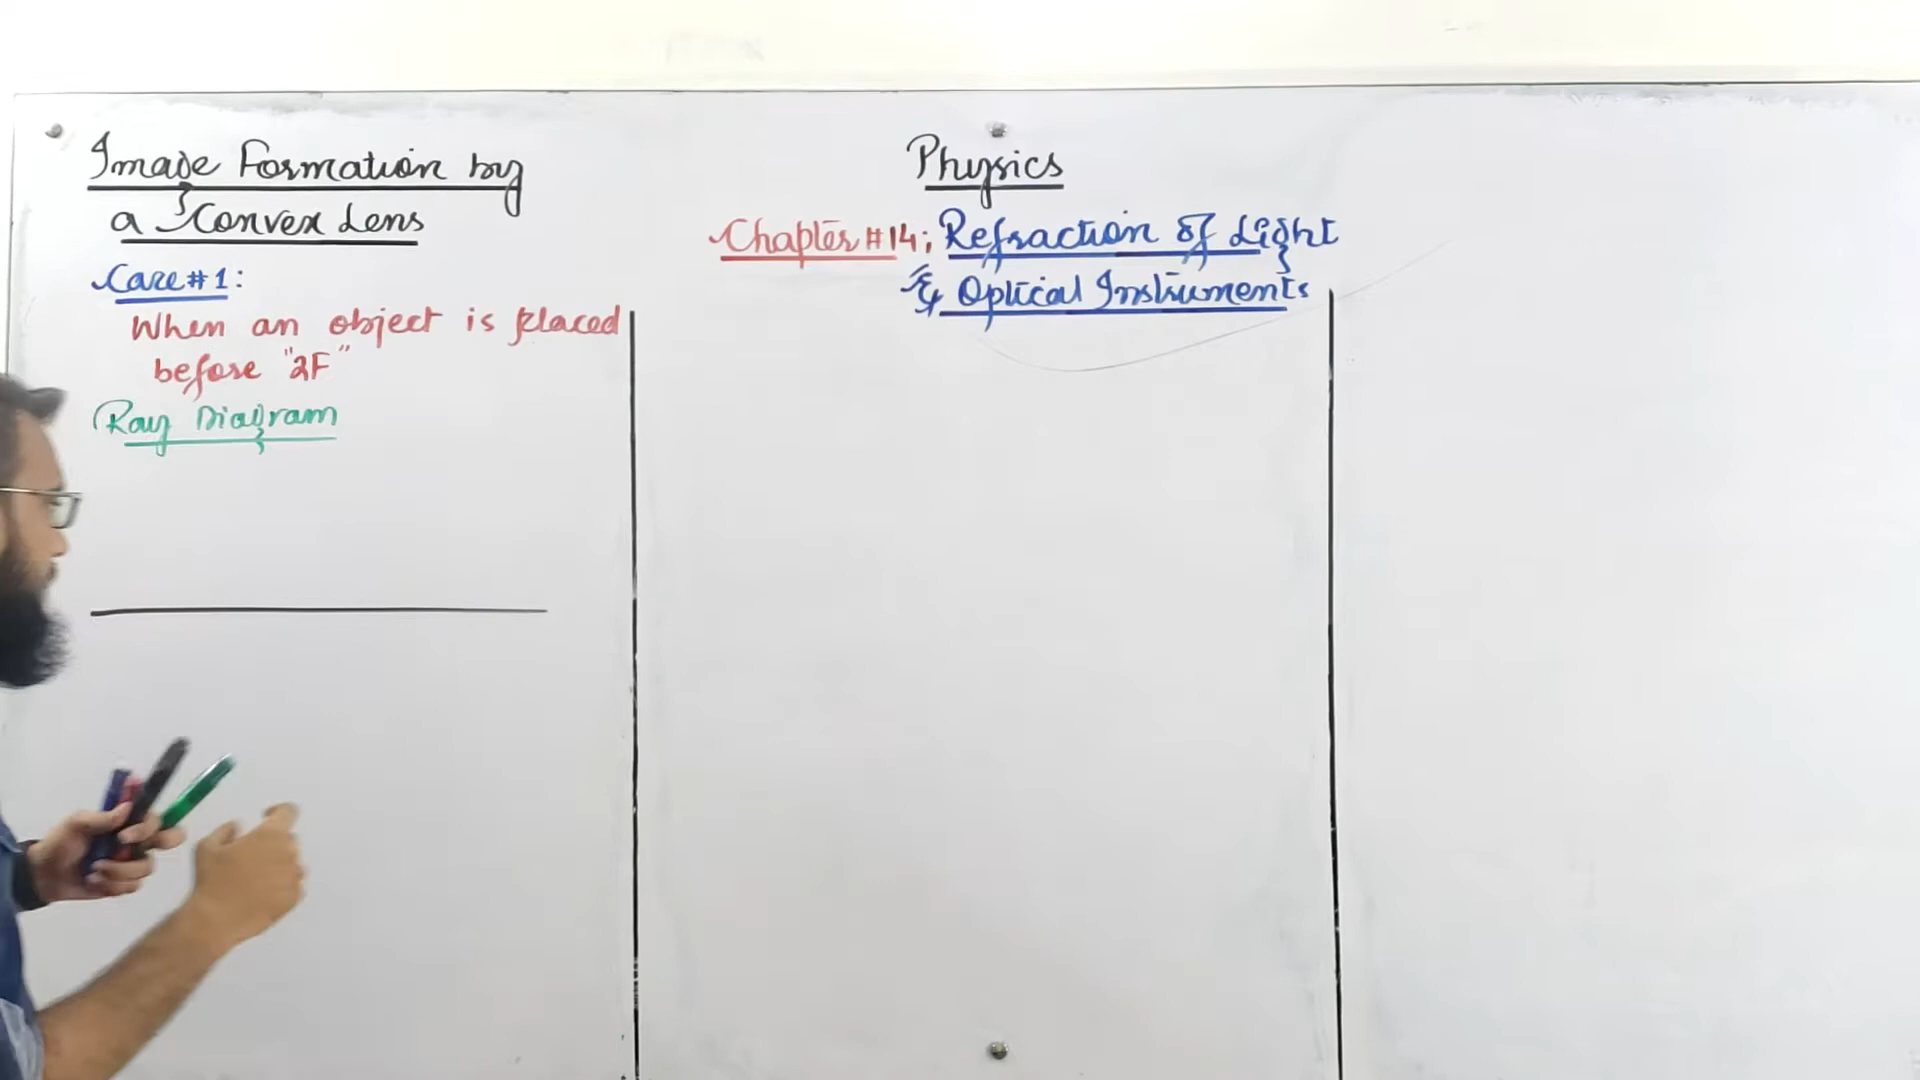 Image Formation by
a Convex Lens
Case#1:
When an object is placed
before "2F"
Ray Diagram
Physics
Chapter #14; Refraction of Light
& Optical Instruments